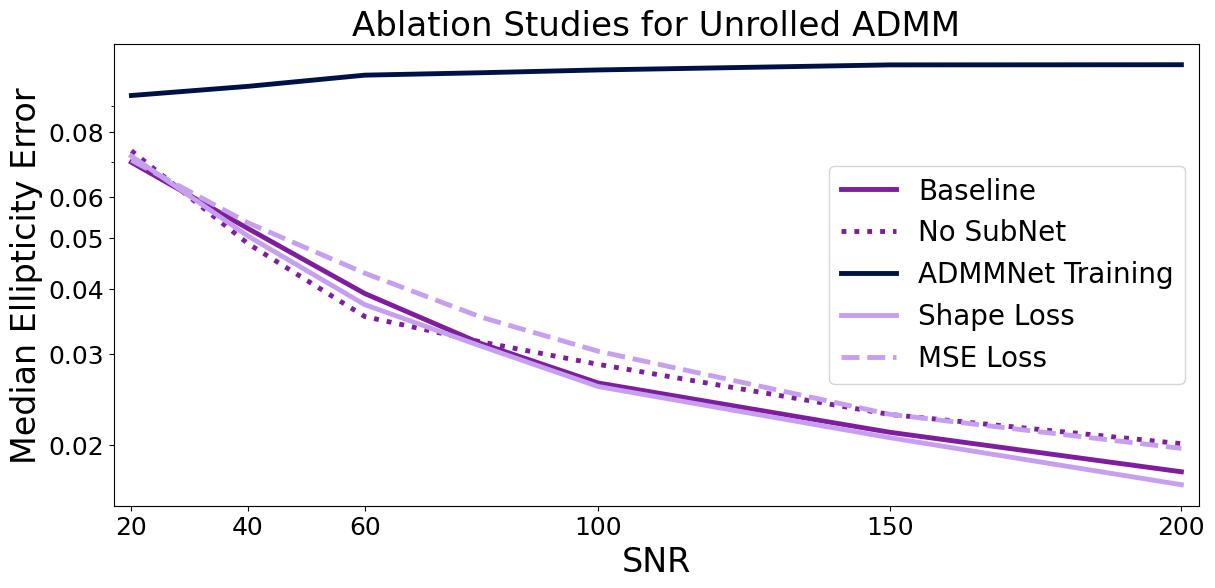 Ablation Studies for Unrolled ADMM
Median Ellipticity Error
0.08
0.06
0.05
0.04
0.03
0.02
Baseline
No SubNet
ADMMNet Training
Shape Loss
MSE Loss
20 40 60 100 150 200
SNR